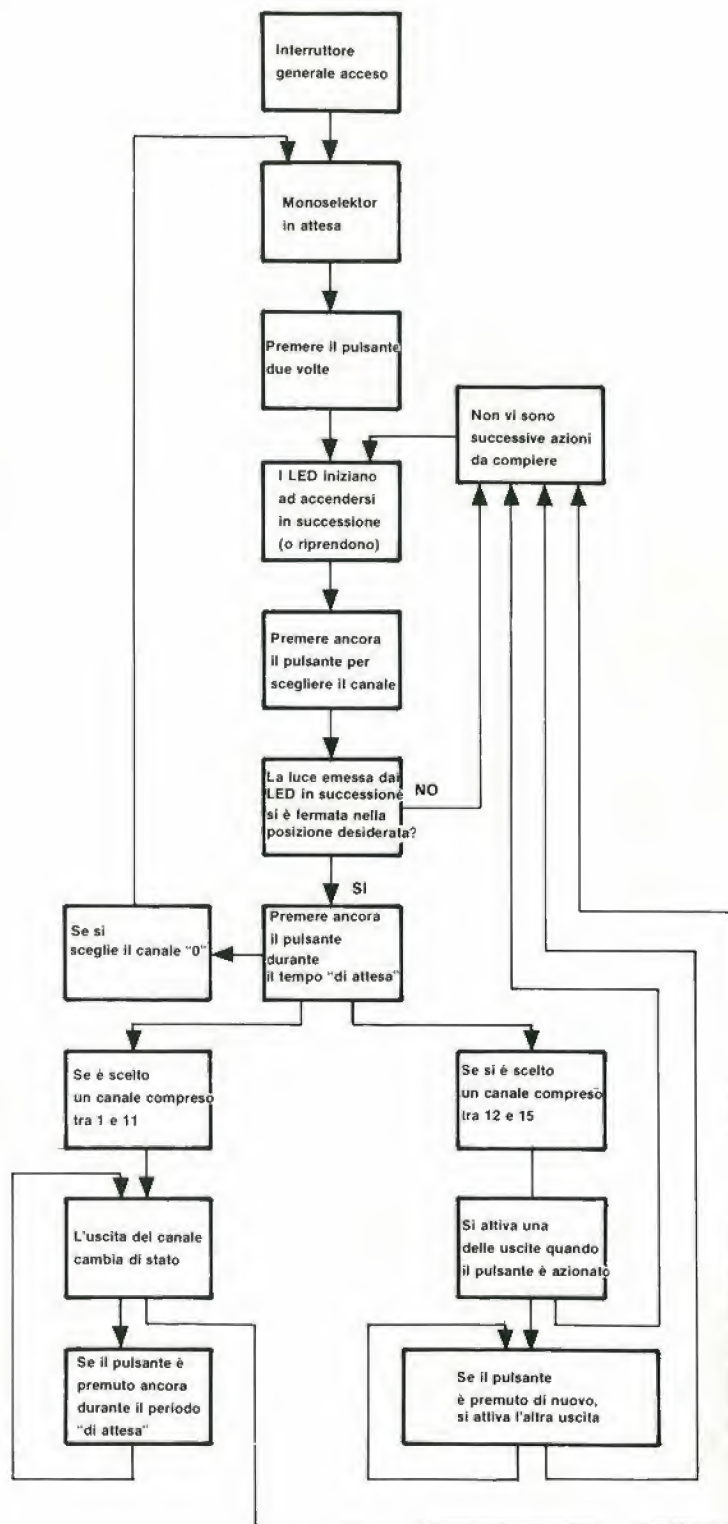 Interruttore
generale acceso
Monoselektor
in attesa
Premere il pulsante
due volte
Non vi sono
successive azioni
da compiere
I LED iniziano
ad accendersi
in successione
(o riprendono)
Premere ancora
il pulsante per
scegliere il canale
La luce emessa dai
LED in successione
si è fermata nella
posizione desiderata?
NO
SI
Premere ancora
il pulsante
durante
il tempo "di attesa"
Se si
sceglie il canale "0"
Se è scelto
un canale compreso
tra 1 e 11
Se si é scelto
un canale compreso
tra 12 e 15
L'uscita del canale
cambia di stato
Si attiva una
delle uscite quando
il pulsante è azionato
Se il pulsante è
premuto ancora
durante il período
"di attesa"
Se il pulsante
è premuto di nuovo,
si attiva l'altra uscita